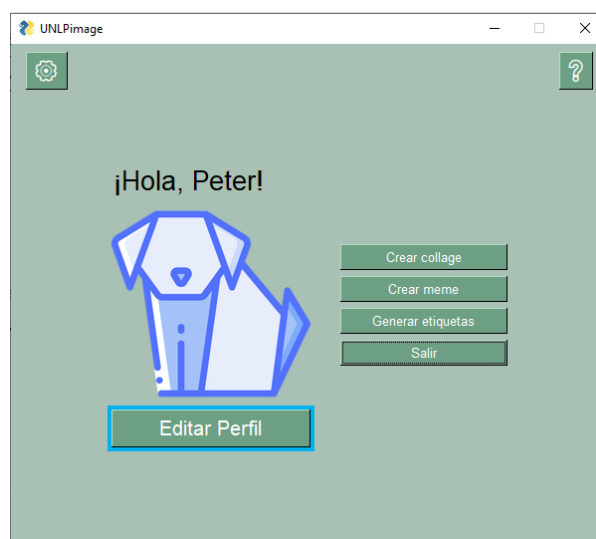 UNLPimage
?
¡Hola, Peter!
Crear collage
Crear meme
Generar etiquetas
Salir
Editar Perfil